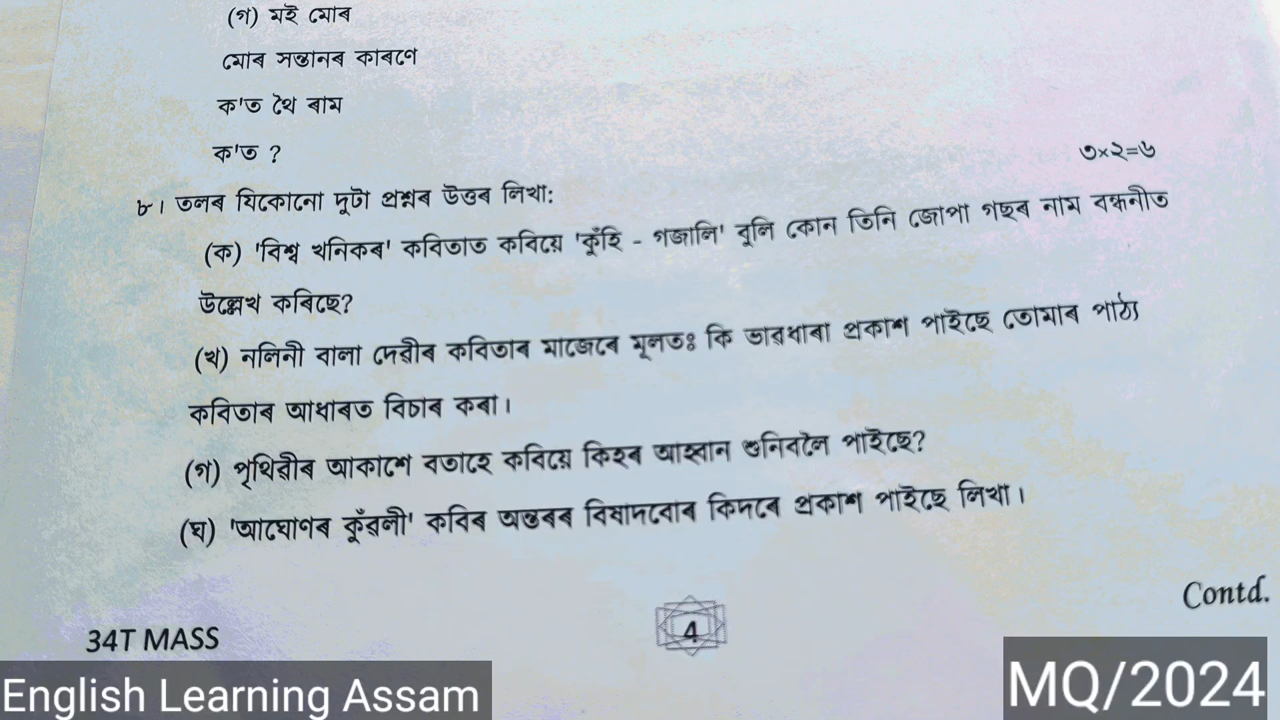 (গ) মই মোৰ
মোৰ সন্তানৰ কাৰণে
ক'ত থৈ ৰাম
ক'ত ?
৩×২=৬
৮। তলৰ যিকোনো দুটা প্ৰশ্নৰ উত্তৰ লিখা:
(ক) 'বিশ্ব খনিকৰ' কবিতাত কবিয়ে 'কুঁহি - গজালি' বুলি কোন তিনি জোপা গছৰ নাম বন্ধনীত
উল্লেখ কৰিছে?
(খ) নলিনী বালা দেৱীৰ কবিতাৰ মাজেৰে মূলতঃ কি ভাৱধাৰা প্ৰকাশ পাইছে তোমাৰ পাঠ্য
কবিতাৰ আধাৰত বিচাৰ কৰা।
(গ) পৃথিৱীৰ আকাশে বতাহে কবিয়ে কিহৰ আহ্বান শুনিবলৈ পাইছে?
(ঘ) 'আঘোণৰ কুঁৱলী' কবিৰ অন্তৰৰ বিষাদবোৰ কিদৰে প্ৰকাশ পাইছে লিখা।
Contd.
34T MASS
4
English Learning Assam
MQ/2024